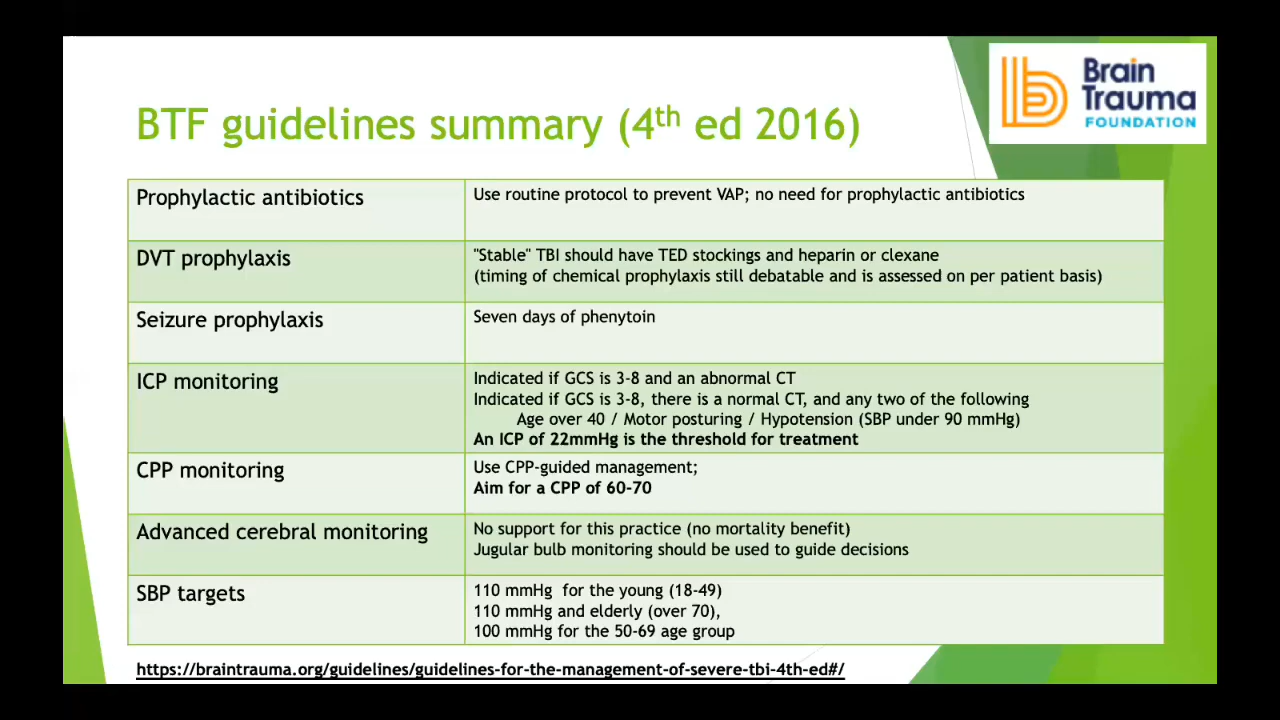 Brain
Trauma
FOUNDATION
BTF guidelines summary (4th ed 2016)
Prophylactic antibiotics
Use routine protocol to prevent VAP; no need for prophylactic antibiotics
DVT prophylaxis
"Stable" TBI should have TED stockings and heparin or clexane
(timing of chemical prophylaxis still debatable and is assessed on per patient basis)
Seizure prophylaxis
Seven days of phenytoin
ICP monitoring
Indicated if GCS is 3-8 and an abnormal CT
Indicated if GCS is 3-8, there is a normal CT, and any two of the following
Age over 40 / Motor posturing / Hypotension (SBP under 90 mmHg)
An ICP of 22mmHg is the threshold for treatment
CPP monitoring
Use CPP-guided management;
Aim for a CPP of 60-70
Advanced cerebral monitoring
No support for this practice (no mortality benefit)
Jugular bulb monitoring should be used to guide decisions
SBP targets
110 mmHg for the young (18-49)
110 mmHg and elderly (over 70),
100 mmHg for the 50-69 age group
https://braintrauma.org/guidelines/guidelines-for-the-management-of-severe-tbi-4th-ed#/